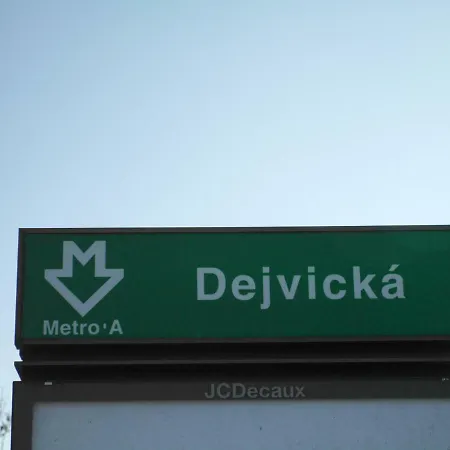 M
Dejvická
Metro·A
JCDecaux